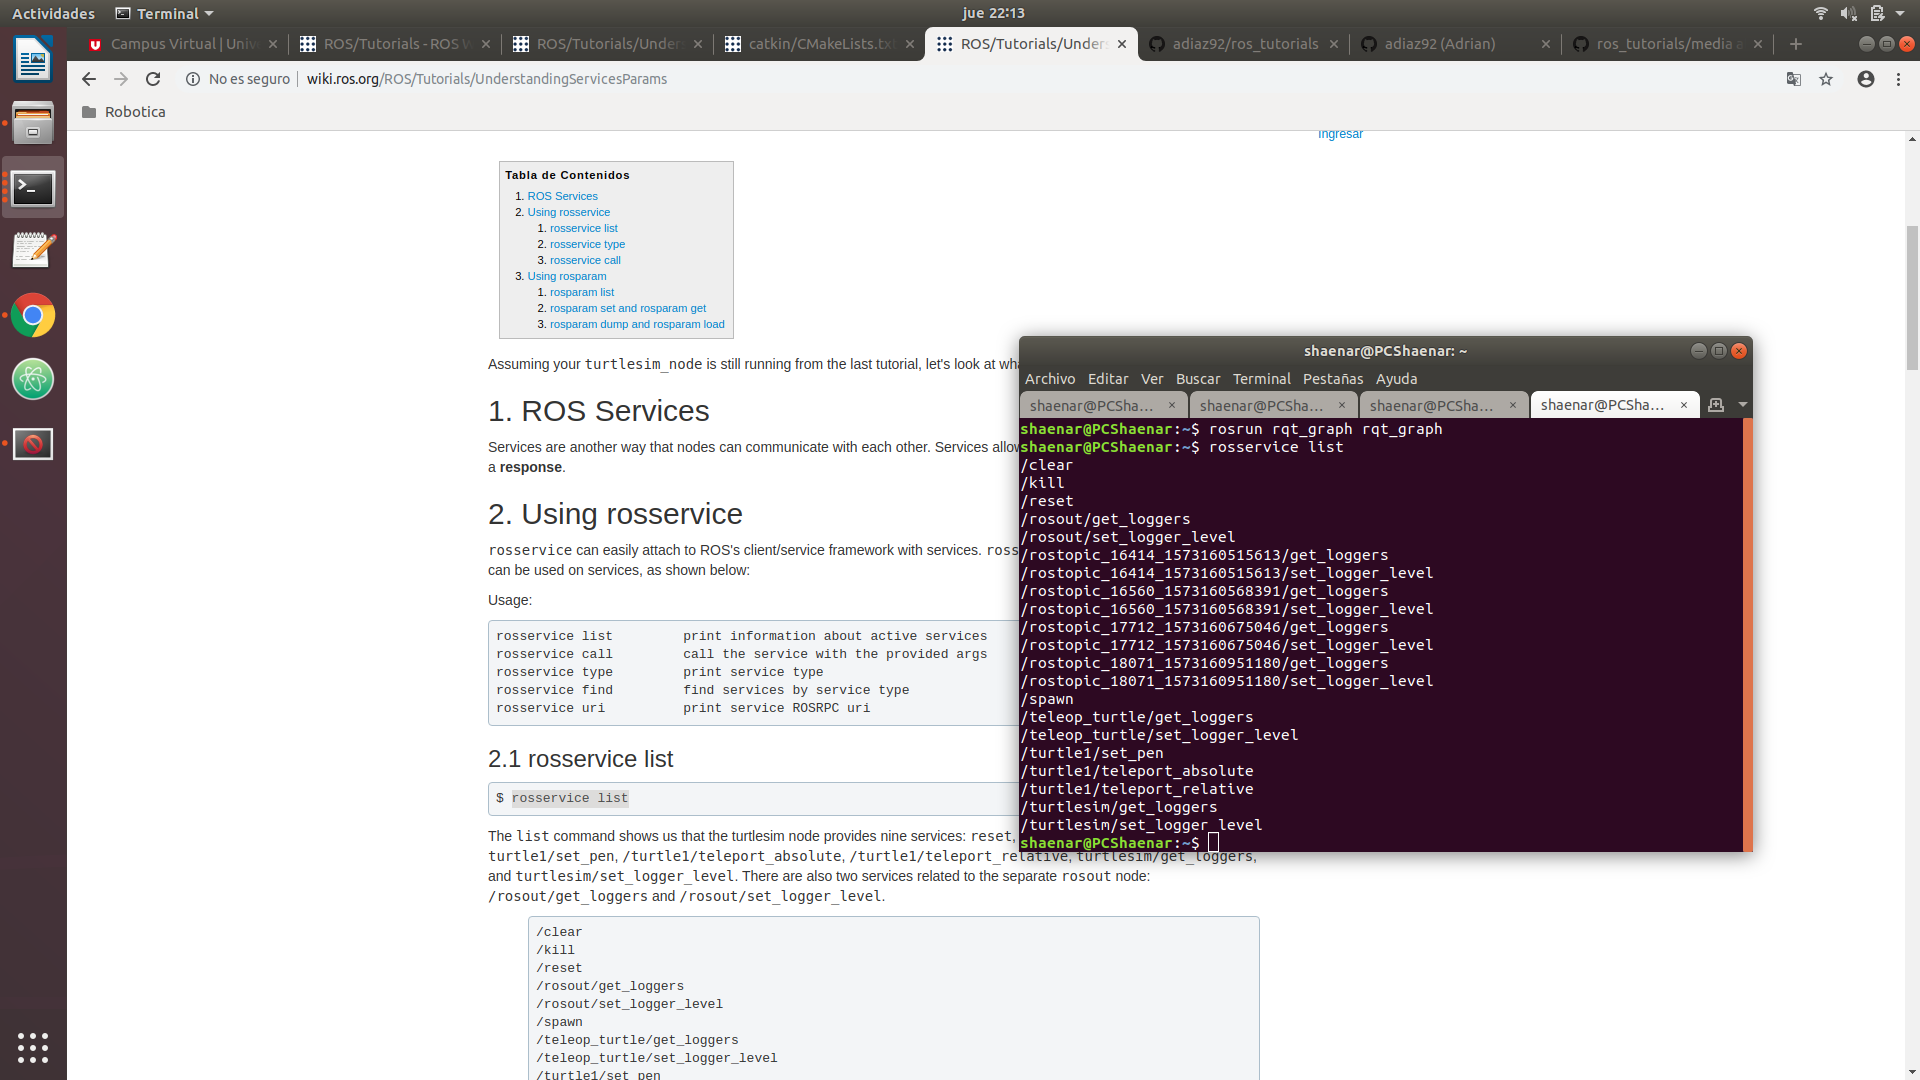 Actividades Terminal jue 22:13
Campus Virtual | Univ ROS/Tutorials - ROS W ROS/Tutorials/Under catkin/CMakeLists.txt ROS/Tutorials/Unders adiaz92/ros_tutorials adiaz92 (Adrian) ros_tutorials/media a
No es seguro wiki.ros.org/ROS/Tutorials/UnderstandingServicesParams
Robotica
Ingresar
Tabla de Contenidos
1. ROS Services
2. Using rosservice
1. rosservice list
2. rosservice type
3. rosservice call
3. Using rosparam
1. rosparam list
2. rosparam set and rosparam get
3. rosparam dump and rosparam load
Assuming your turtlesim_node is still running from the last tutorial, let's look at wh
1. ROS Services
Services are another way that nodes can communicate with each other. Services allow
a response.
2. Using rosservice
rosservice can easily attach to ROS's client/service framework with services. ross
can be used on services, as shown below:
Usage:
rosservice list print information about active services
rosservice call call the service with the provided args
rosservice type print service type
rosservice find find services by service type
rosservice uri print service ROSRPC uri
2.1 rosservice list
$ rosservice list
The list command shows us that the turtlesim node provides nine services: reset,
turtle1/set_pen, /turtle1/teleport_absolute, /turtle1/teleport_relative, turtlesim/get_loggers,
and turtlesim/set_logger_level. There are also two services related to the separate rosout node:
/rosout/get_loggers and /rosout/set_logger_level.
/clear
/kill
/reset
/rosout/get_loggers
/rosout/set_logger_level
/spawn
/teleop_turtle/get_loggers
/teleop_turtle/set_logger_level
/turtle1/set_pen
shaenar@PCShaenar: ~
Archivo Editar Ver Buscar Terminal Pestañas Ayuda
shaenar@PCSha... shaenar@PCSha... shaenar@PCSha... shaenar@PCSha...
shaenar@PCShaenar:~$ rosrun rqt_graph rqt_graph
shaenar@PCShaenar:~$ rosservice list
/clear
/kill
/reset
/rosout/get_loggers
/rosout/set_logger_level
/rostopic_16414_1573160515613/get_loggers
/rostopic_16414_1573160515613/set_logger_level
/rostopic_16560_1573160568391/get_loggers
/rostopic_16560_1573160568391/set_logger_level
/rostopic_17712_1573160675046/get_loggers
/rostopic_17712_1573160675046/set_logger_level
/rostopic_18071_1573160951180/get_loggers
/rostopic_18071_1573160951180/set_logger_level
/spawn
/teleop_turtle/get_loggers
/teleop_turtle/set_logger_level
/turtle1/set_pen
/turtle1/teleport_absolute
/turtle1/teleport_relative
/turtlesim/get_loggers
/turtlesim/set_logger_level
shaenar@PCShaenar:~$